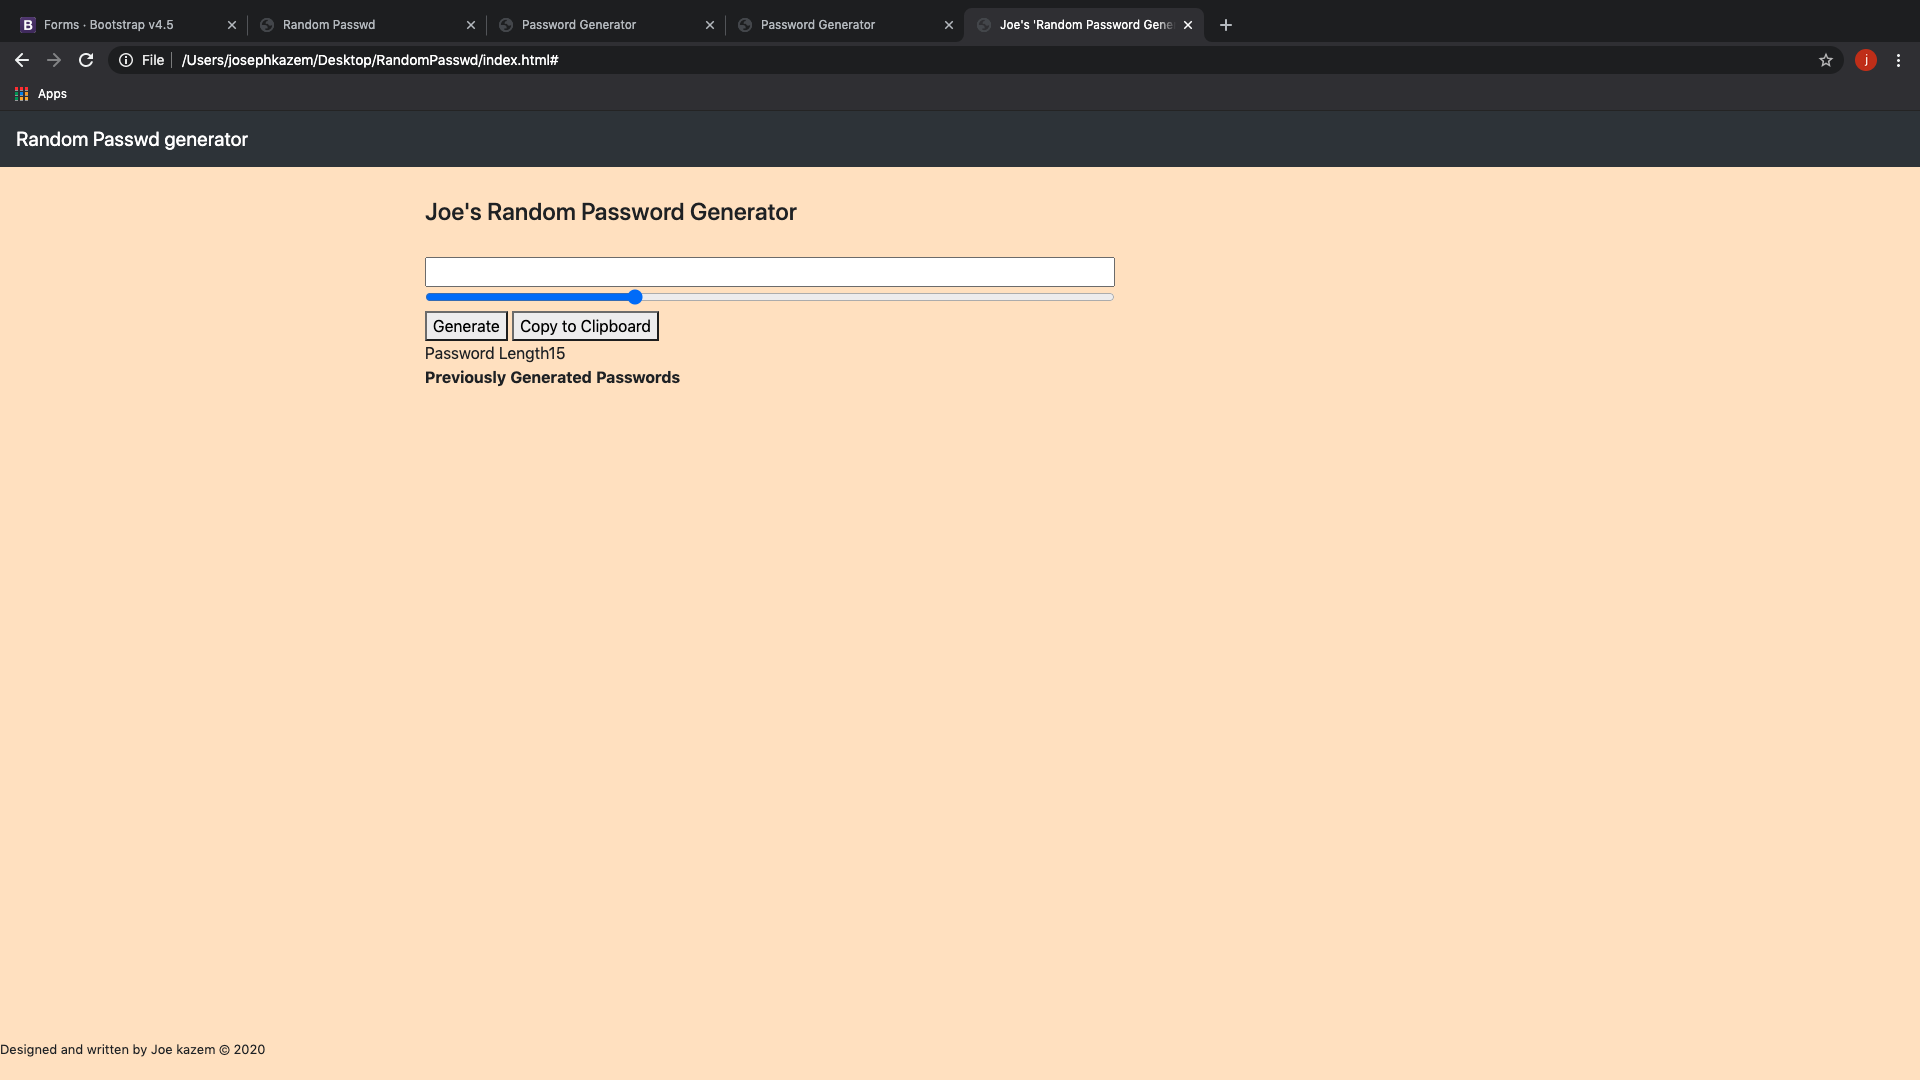 B Forms · Bootstrap v4.5
Random Passwd
Password Generator
Password Generator
Joe's 'Random Password Gene
File /Users/josephkazem/Desktop/RandomPasswd/index.html#
j
Apps
Random Passwd generator
Joe's Random Password Generator
Generate Copy to Clipboard
Password Length15
Previously Generated Passwords
Designed and written by Joe kazem © 2020